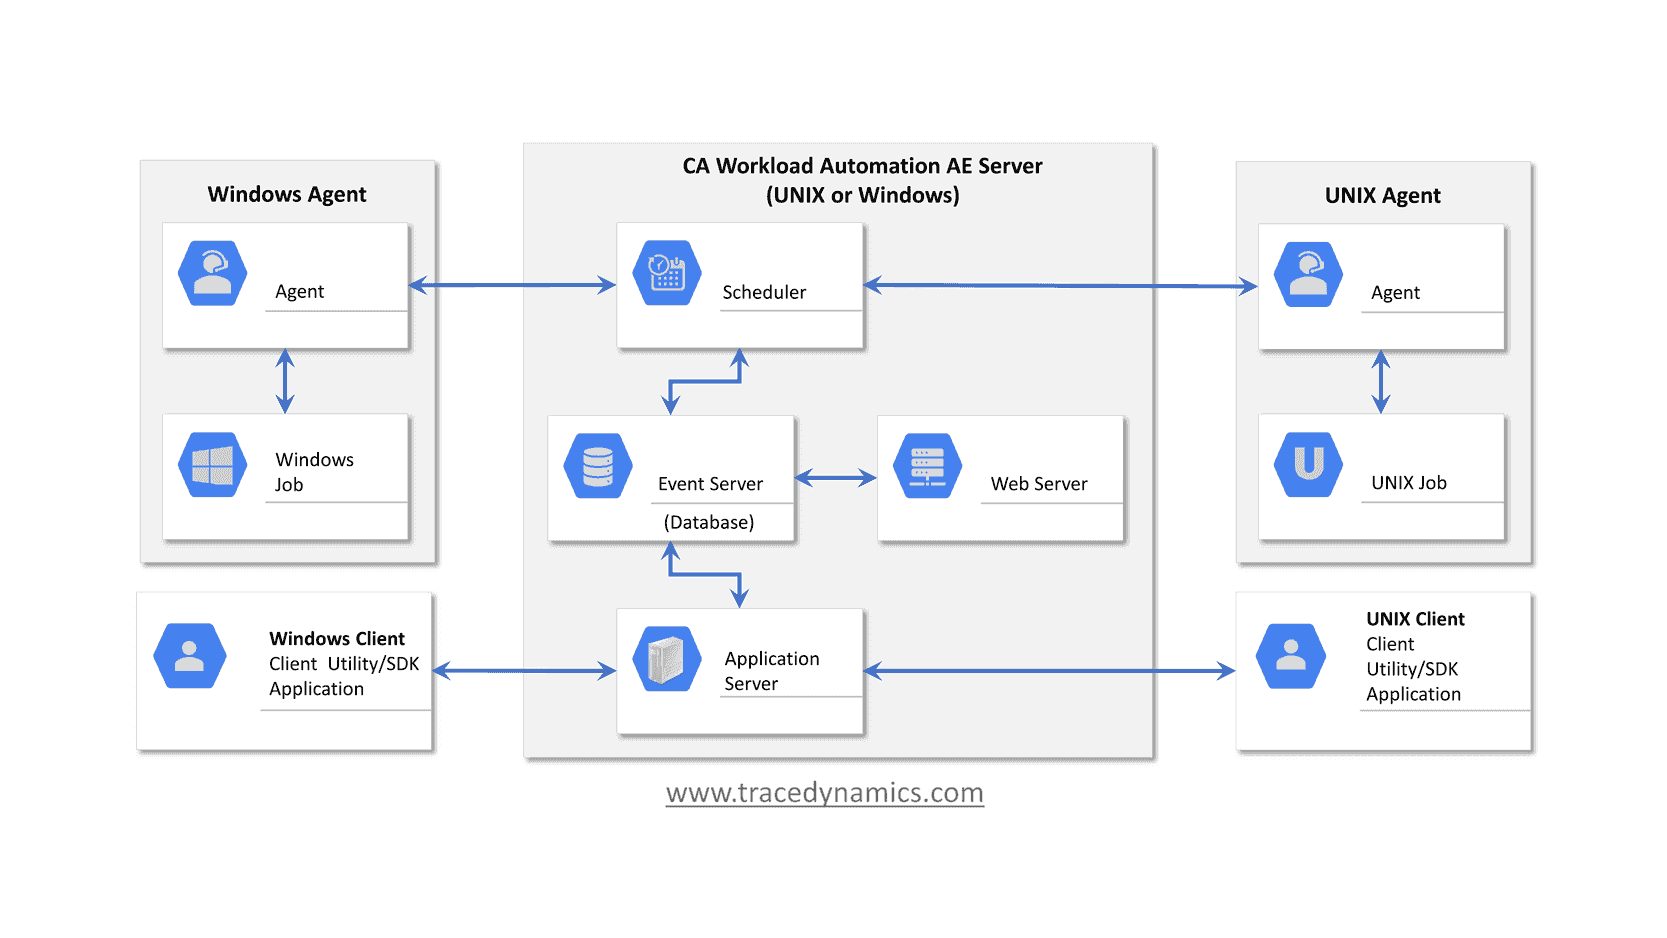 CA Workload Automation AE Server
(UNIX or Windows)
Windows Agent
UNIX Agent
Agent
Scheduler
Agent
Windows
Job
Event Server
(Database)
Web Server
UNIX Job
Windows Client
Client Utility/SDK
Application
Application
Server
UNIX Client
Client
Utility/SDK
Application
www.tracedynamics.com